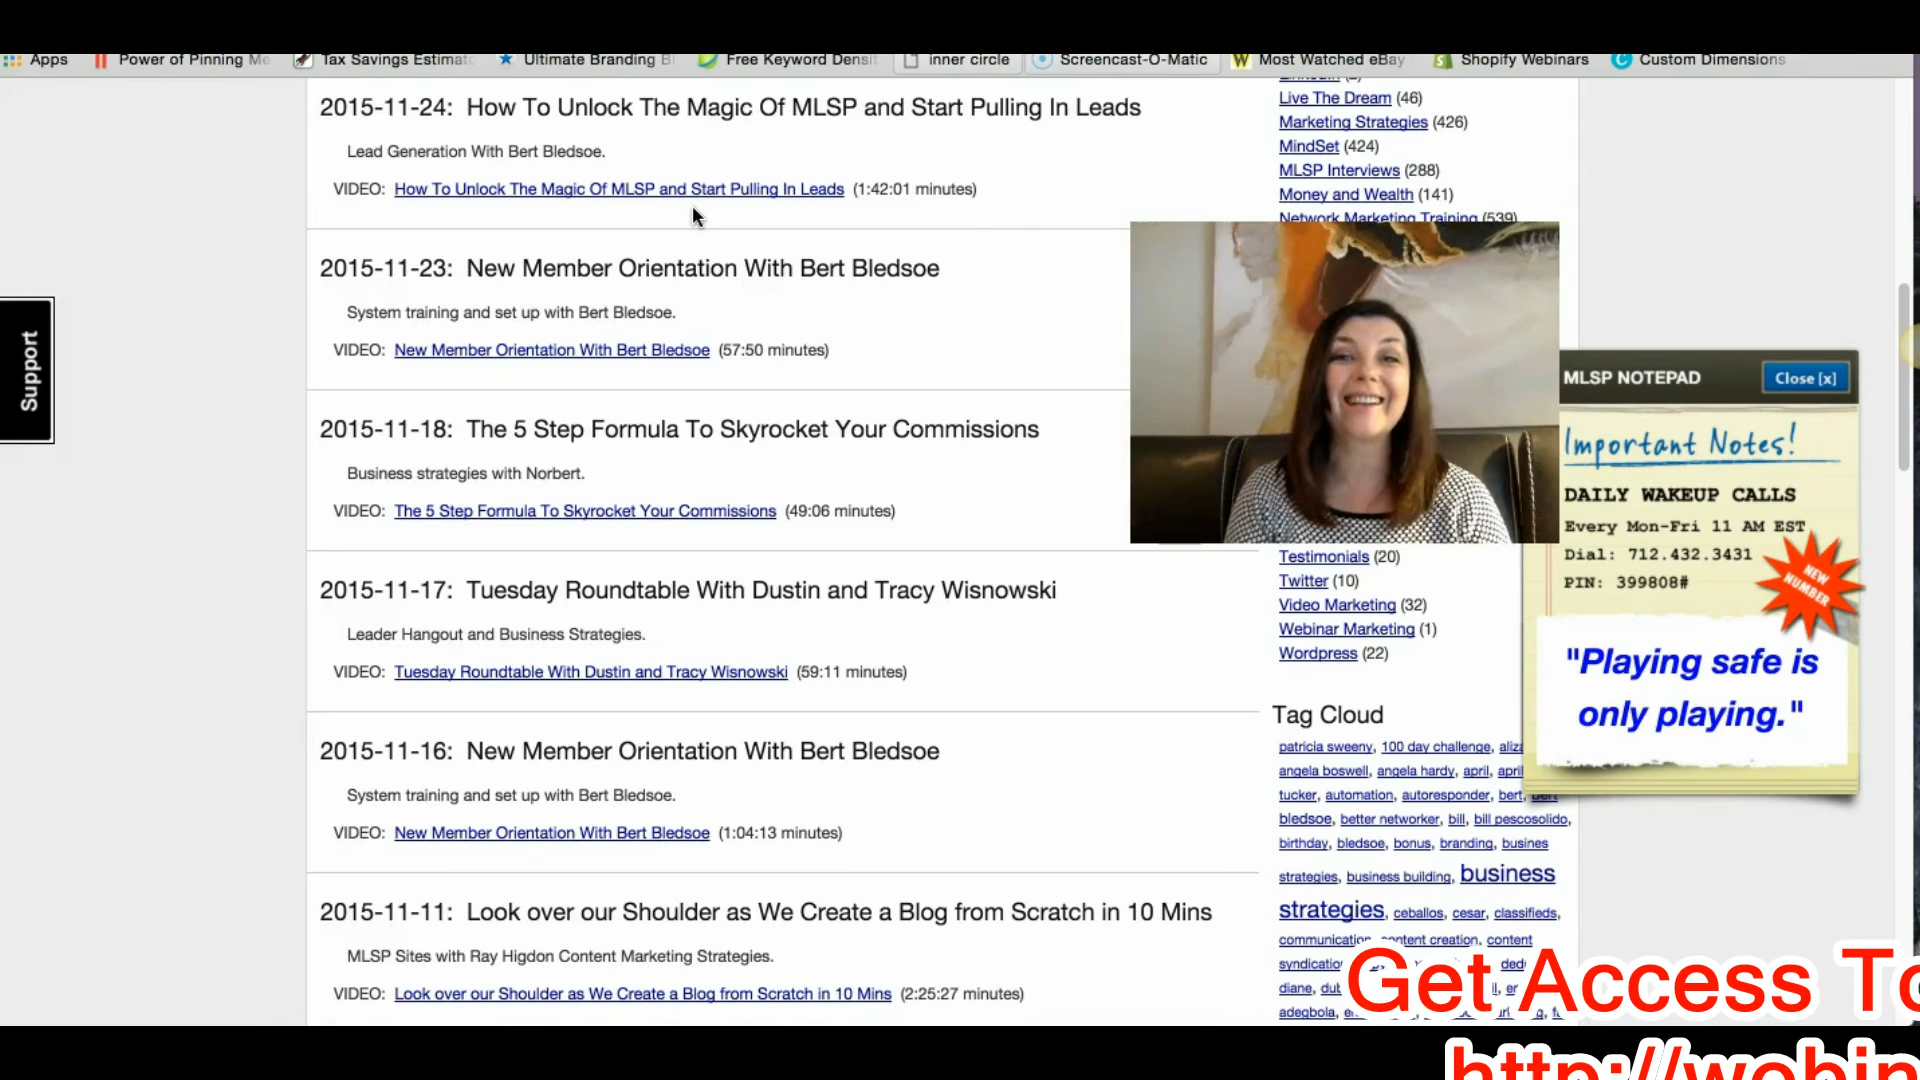 Apps Power of Pinning Me Tax Savings Estimat Ultimate Branding B Free Keyword Densit inner circle Screencast-O-Matic Most Watched eBay Shopify Webinars Custom Dimensions
2015-11-24: How To Unlock The Magic Of MLSP and Start Pulling In Leads
Lead Generation With Bert Bledsoe.
VIDEO: How To Unlock The Magic Of MLSP and Start Pulling In Leads (1:42:01 minutes)
2015-11-23: New Member Orientation With Bert Bledsoe
System training and set up with Bert Bledsoe.
VIDEO: New Member Orientation With Bert Bledsoe (57:50 minutes)
2015-11-18: The 5 Step Formula To Skyrocket Your Commissions
Business strategies with Norbert.
VIDEO: The 5 Step Formula To Skyrocket Your Commissions (49:06 minutes)
2015-11-17: Tuesday Roundtable With Dustin and Tracy Wisnowski
Leader Hangout and Business Strategies.
VIDEO: Tuesday Roundtable With Dustin and Tracy Wisnowski (59:11 minutes)
2015-11-16: New Member Orientation With Bert Bledsoe
System training and set up with Bert Bledsoe.
VIDEO: New Member Orientation With Bert Bledsoe (1:04:13 minutes)
2015-11-11: Look over our Shoulder as We Create a Blog from Scratch in 10 Mins
MLSP Sites with Ray Higdon Content Marketing Strategies.
VIDEO: Look over our Shoulder as We Create a Blog from Scratch in 10 Mins (2:25:27 minutes)
Support
Live The Dream (46)
Marketing Strategies (426)
MindSet (424)
MLSP Interviews (288)
Money and Wealth (141)
Network Marketing Training (539)
Testimonials (20)
Twitter (10)
Video Marketing (32)
Webinar Marketing (1)
Wordpress (22)
Tag Cloud
patricia sweeny, 100 day challenge,
angela boswell, angela hardy, april, april
tucker, automation, autoresponder, bert, bert
bledsoe, better networker, bill, bill pescosolido,
birthday, bledsoe, bonus, branding, busines
strategies, business building, business
strategies, ceballos, cesar, classifieds,
communication, content creation, content
diane,
adegbola,
MLSP NOTEPAD Close [x]
Important Notes!
DAILY WAKEUP CALLS
Every Mon-Fri 11 AM EST
Dial: 712.432.3431
PIN: 399808#
NEW
NUMBER
"Playing safe is
only playing."
Get Access To
http://webin